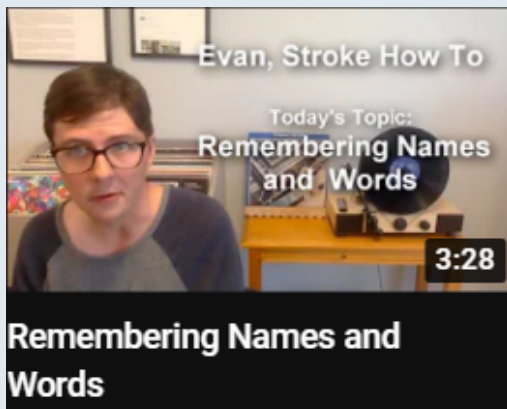 Evan, Stroke How To
Today's Topic:
Remembering Names
and Words
3:28
Remembering Names and
Words